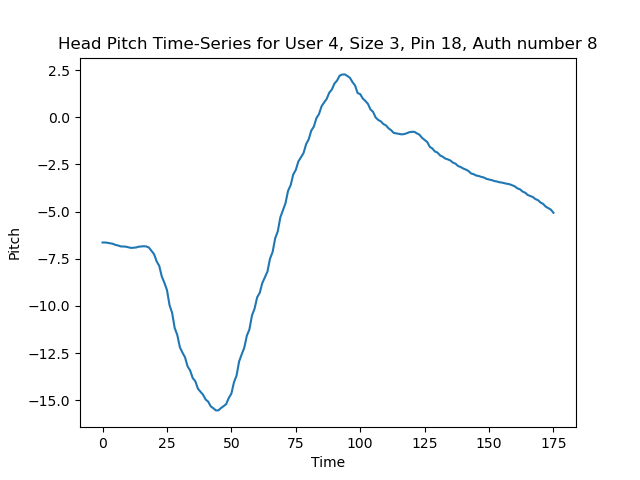 Head Pitch Time-Series for User 4, Size 3, Pin 18, Auth number 8
2.5
0.0
−2.5
−5.0
−7.5
−10.0
−12.5
−15.0
Pitch
0 25 50 75 100 125 150 175
Time